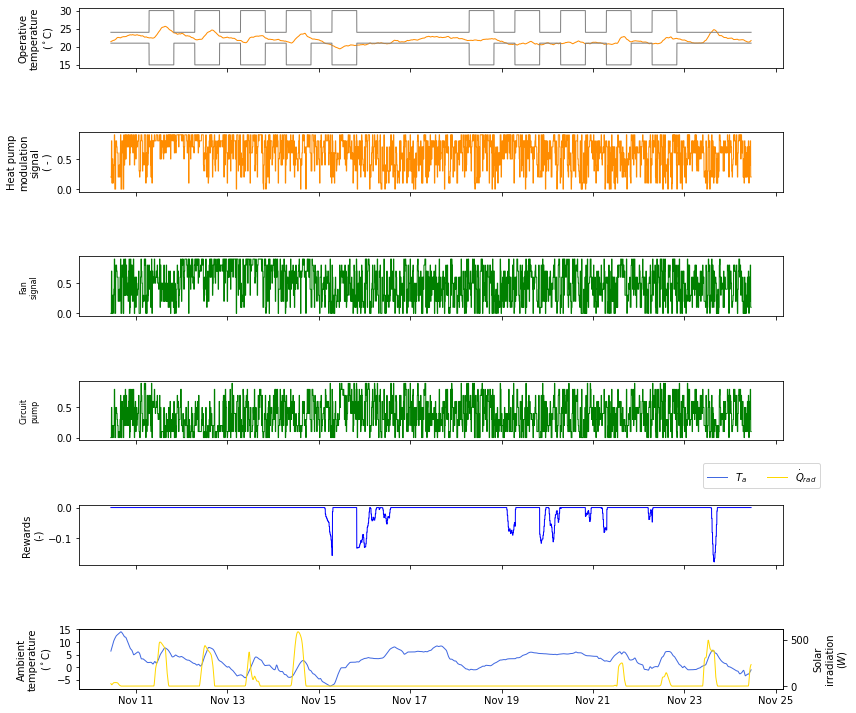 Operative
temperature
(°C)
30
25
20
15
Heat pump
modulation
signal
( - )
0.5
0.0
Fan
signal
0.5
0.0
Circuit
pump
0.5
0.0
T_a
Q̇_rad
Rewards
(-)
0.0
−0.1
Ambient
temperature
(°C)
15
10
5
0
−5
500
0
Solar
irradiation
(W)
Nov 11
Nov 13
Nov 15
Nov 17
Nov 19
Nov 21
Nov 23
Nov 25